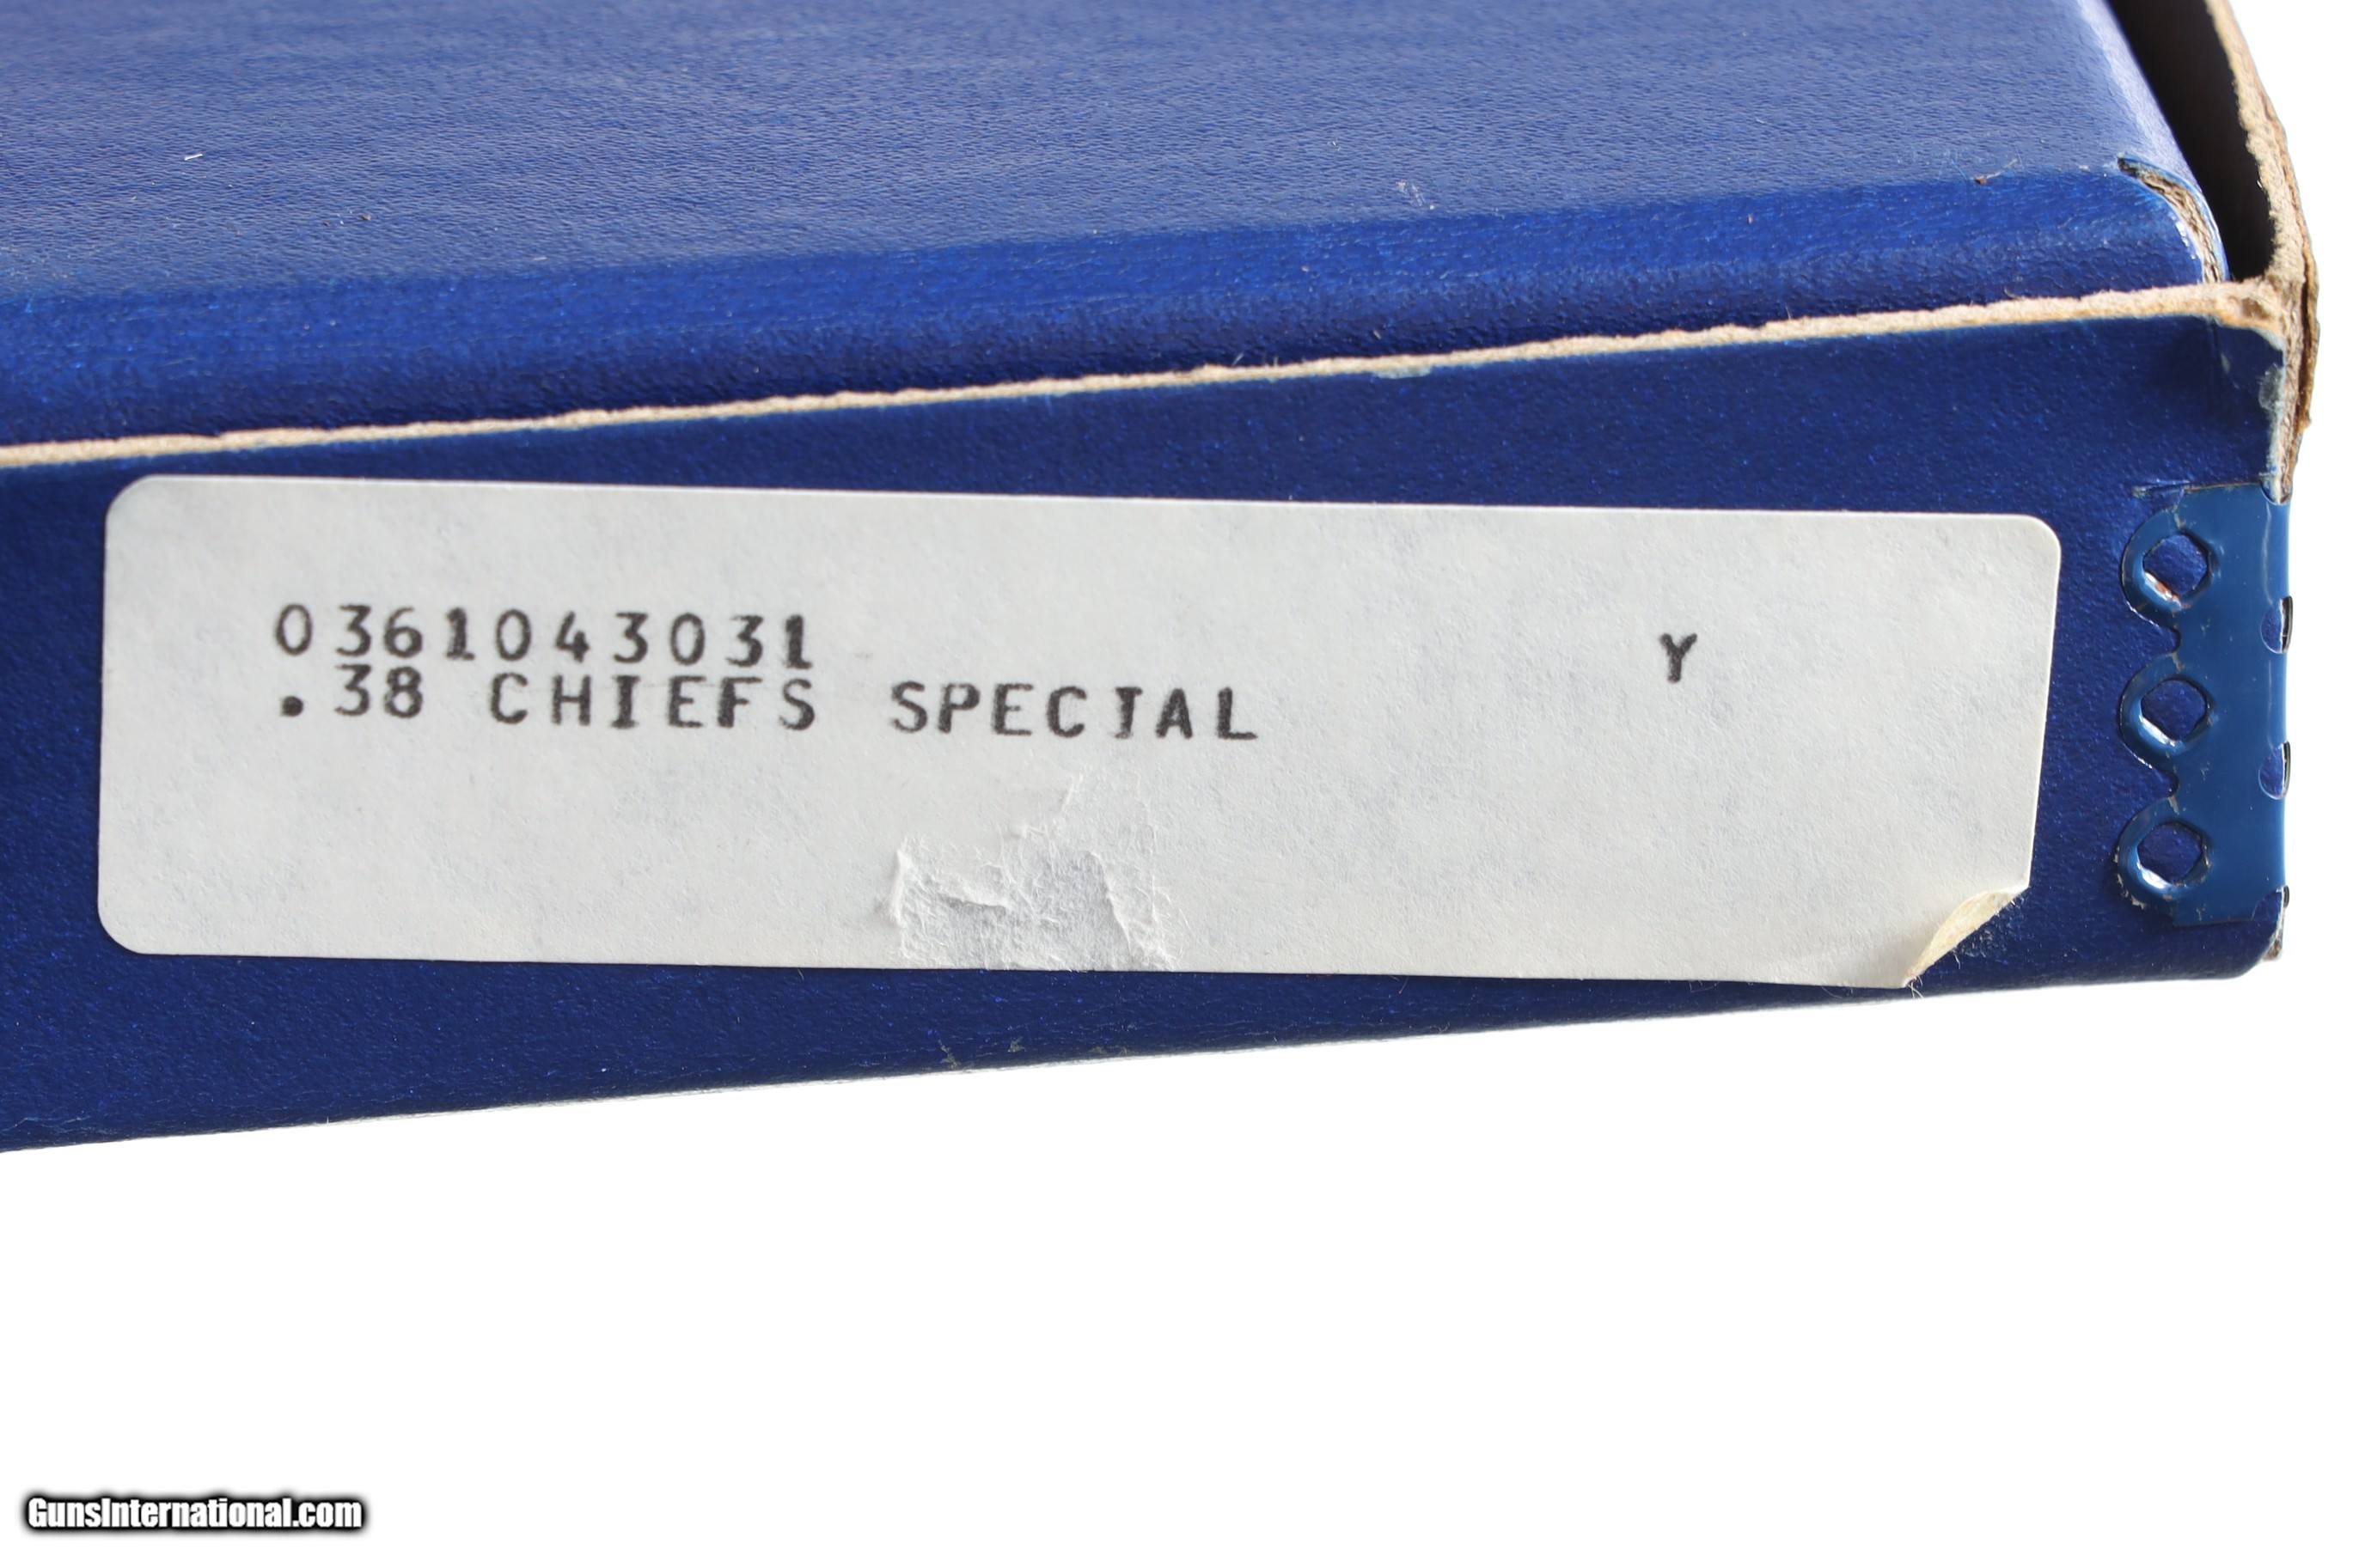 0361043031 Y
.38 CHIEFS SPECIAL
GunsInternational.com